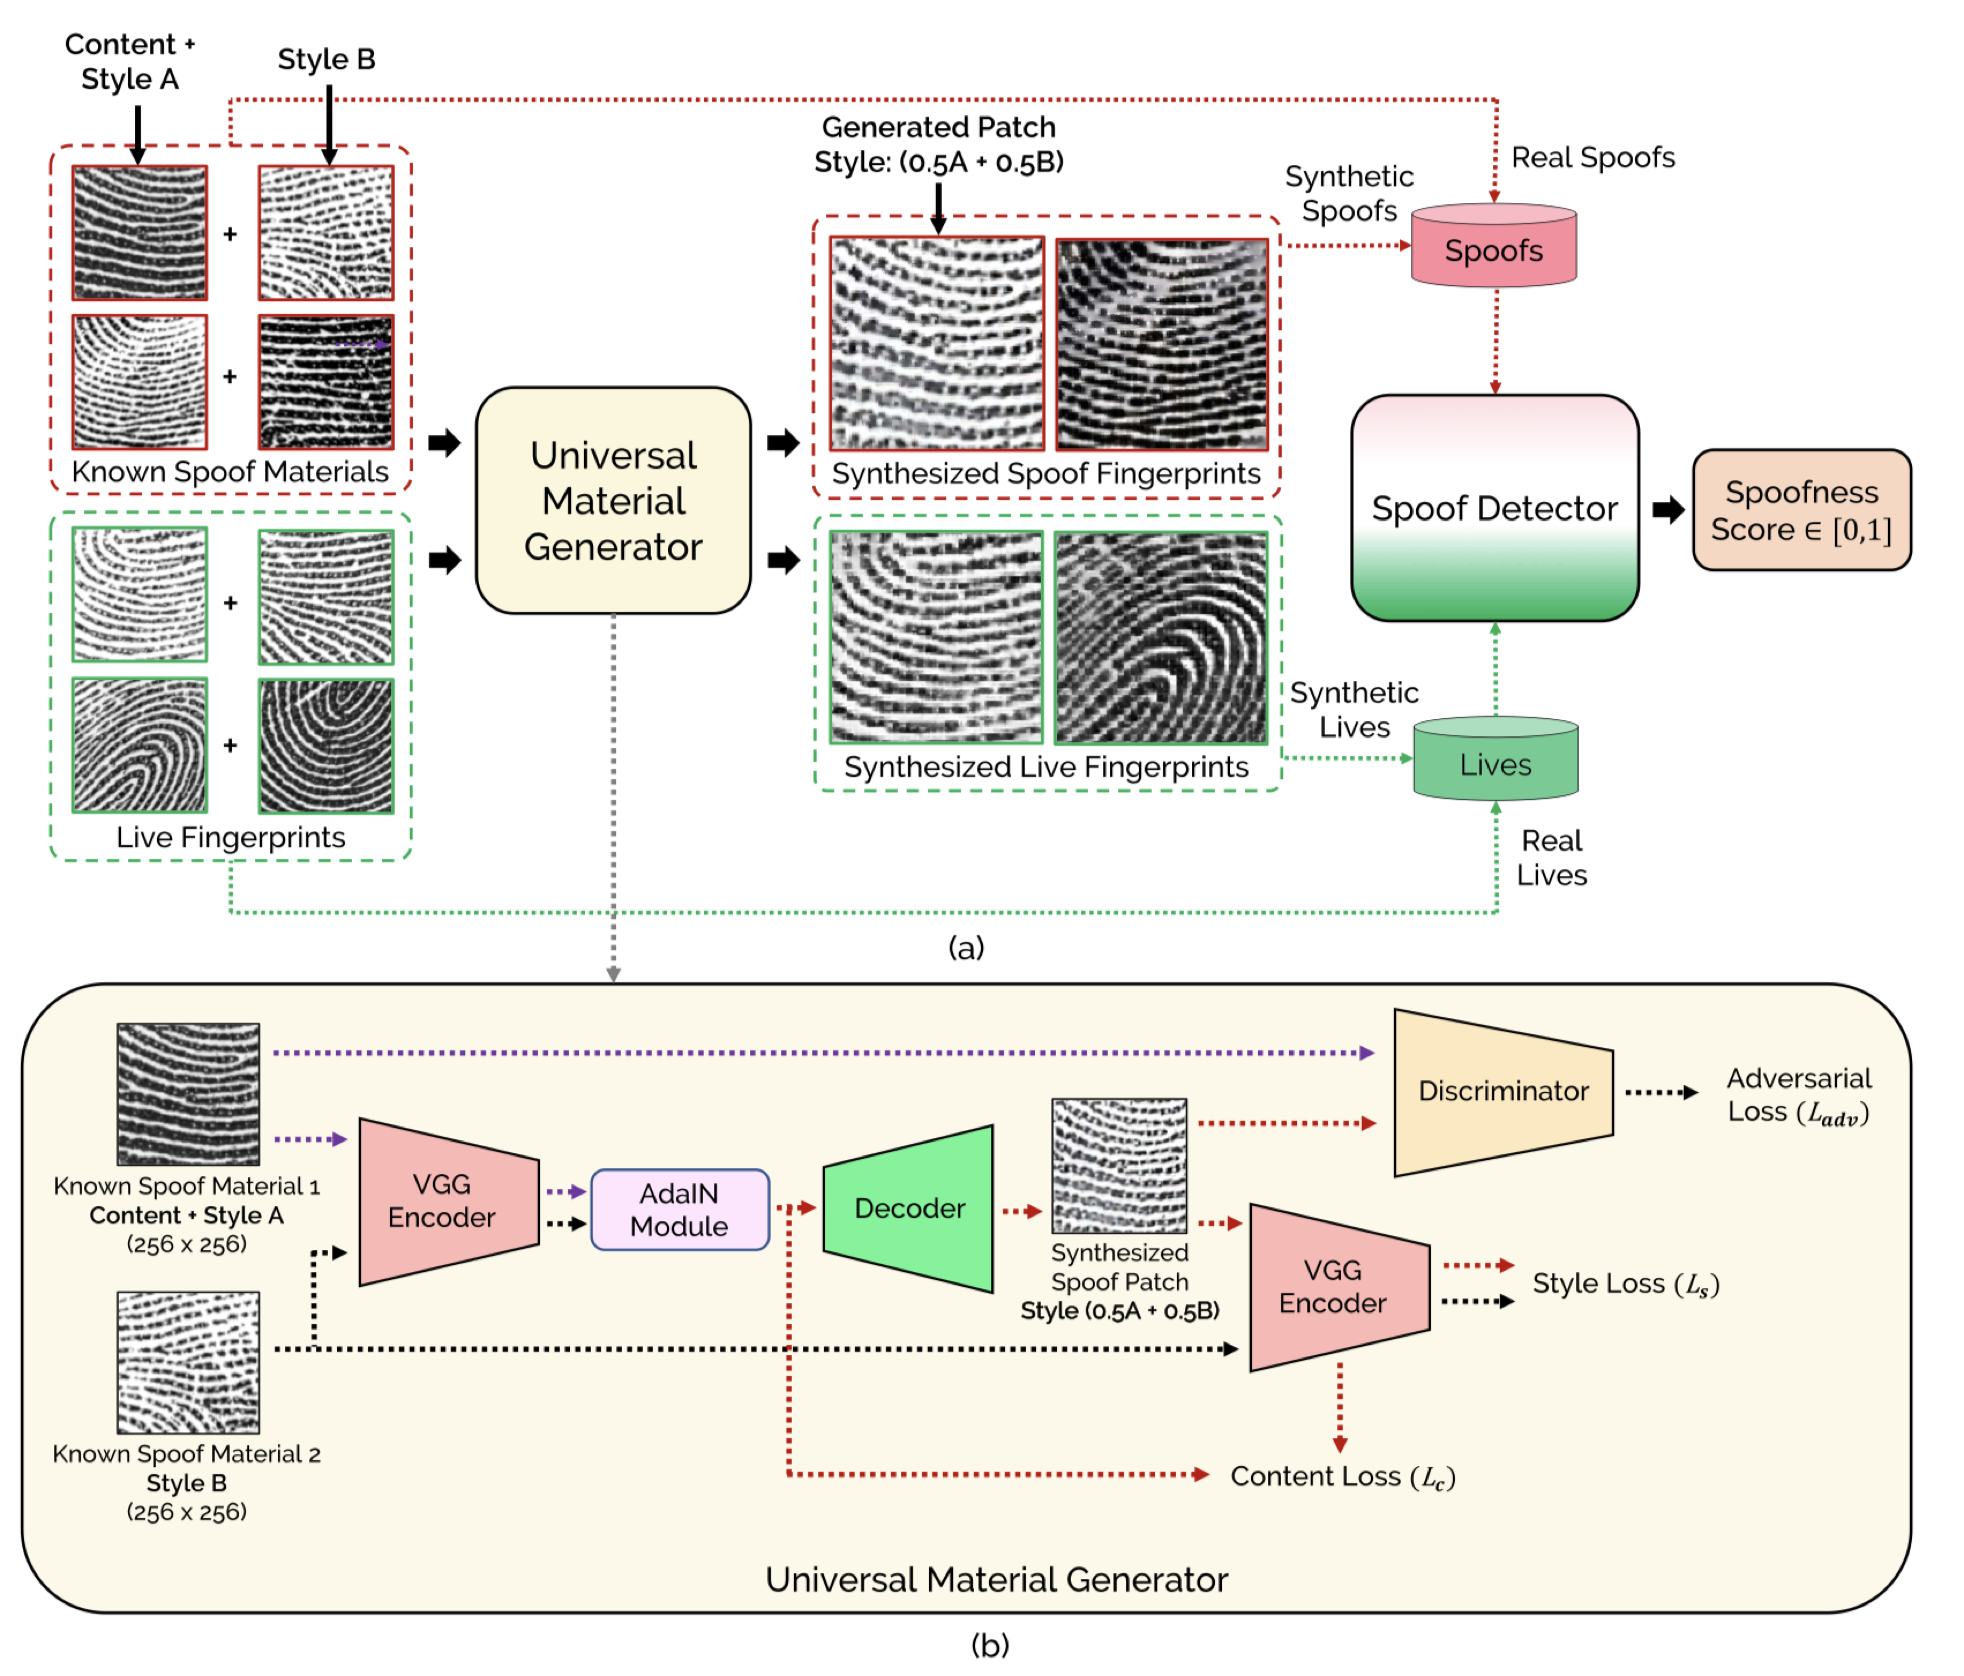 Content +
Style A
Style B
Generated Patch
Style: (0.5A + 0.5B)
Synthetic
Spoofs
Real Spoofs
Spoofs
+
+
Known Spoof Materials
Universal
Material
Generator
Synthesized Spoof Fingerprints
Spoof Detector
Spoofness
Score ∈ [0,1]
+
+
Live Fingerprints
Synthesized Live Fingerprints
Synthetic
Lives
Lives
Real
Lives
(a)
Known Spoof Material 1
Content + Style A
(256 x 256)
Known Spoof Material 2
Style B
(256 x 256)
VGG
Encoder
AdaIN
Module
Decoder
Synthesized
Spoof Patch
Style (0.5A + 0.5B)
Discriminator
Adversarial
Loss (L_adv)
VGG
Encoder
Style Loss (L_s)
Content Loss (L_c)
Universal Material Generator
(b)